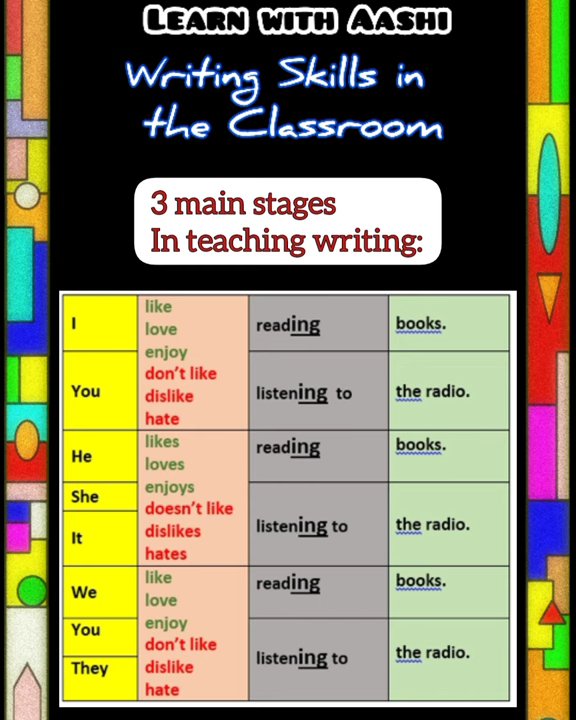 Learn with Aashi
Writing Skills in
the Classroom
3 main stages
In teaching writing:
I
You
like
love
enjoy
don't like
dislike
hate
reading
listening to
books.
the radio.
He
She
It
likes
loves
enjoys
doesn't like
dislikes
hates
reading
listening to
books.
the radio.
We
You
They
like
love
enjoy
don't like
dislike
hate
reading
listening to
books.
the radio.